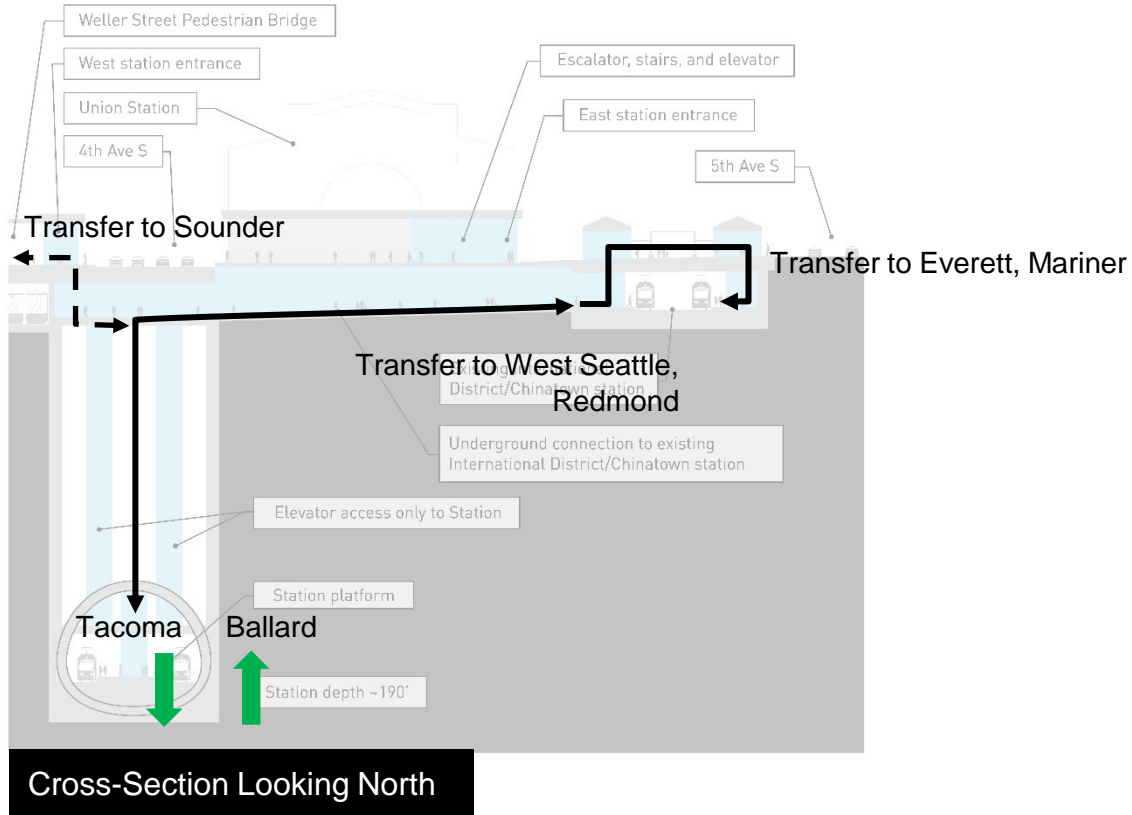 Weller Street Pedestrian Bridge
West station entrance
Union Station
4th Ave S
Escalator, stairs, and elevator
East station entrance
5th Ave S
Transfer to Sounder
Transfer to Everett, Mariner
Transfer to West Seattle,
Redmond
Existing International
District/Chinatown station
Underground connection to existing
International District/Chinatown station
Elevator access only to Station
Station platform
Tacoma
Ballard
Station depth ~190'
Cross-Section Looking North